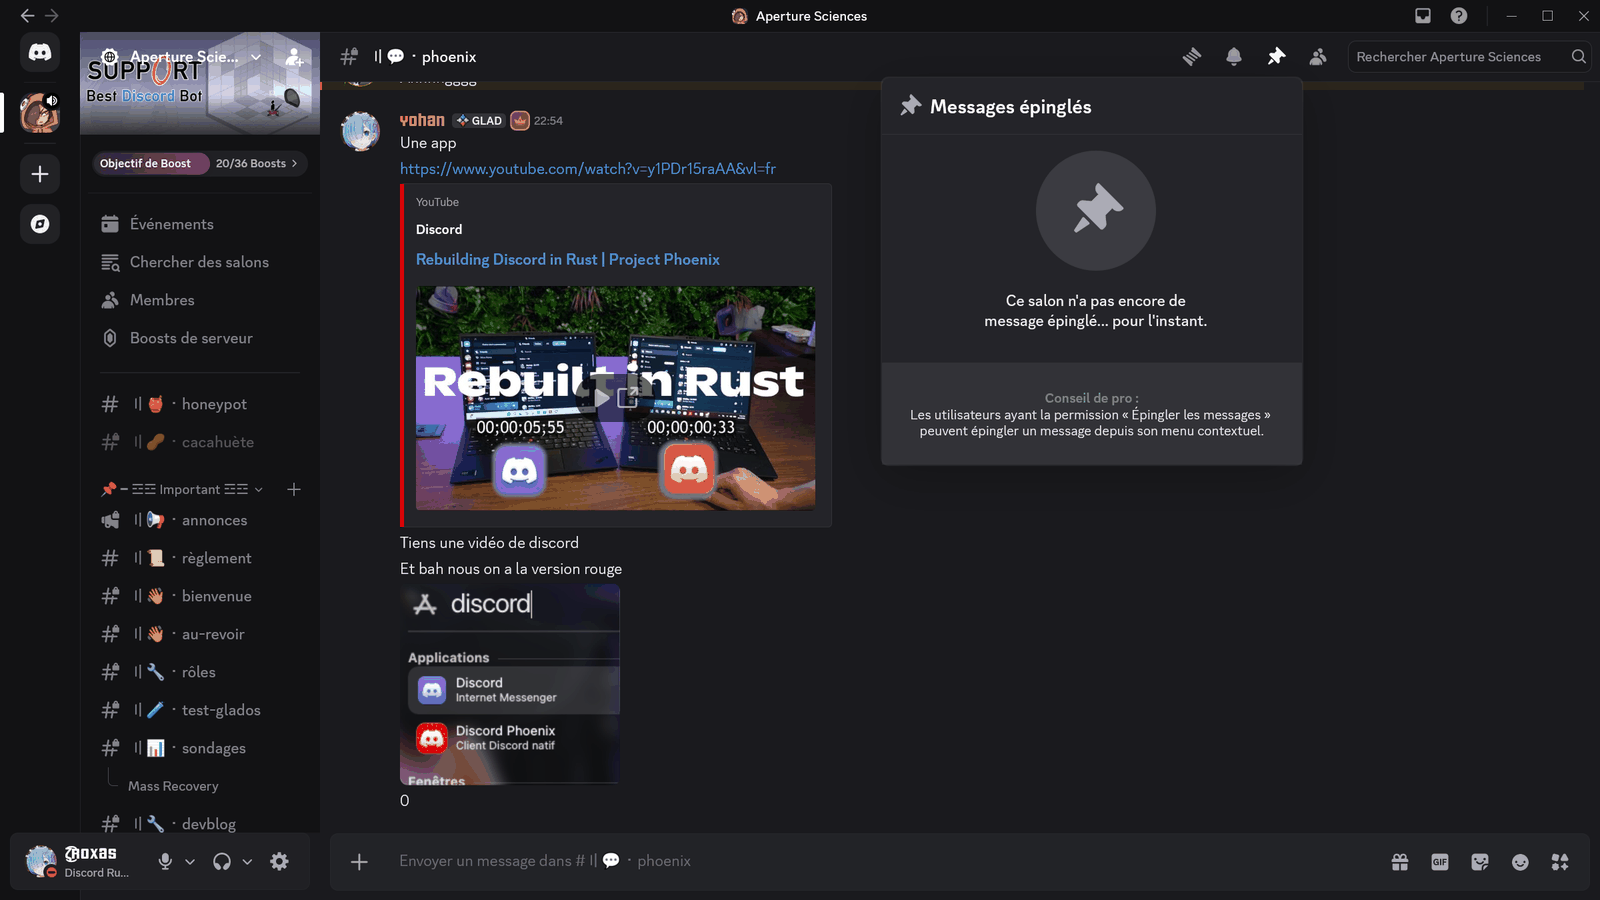 Aperture Sciences
Aperture Scie...
SUPPORT
Best Discord Bot
Objectif de Boost
20/36 Boosts
Événements
Chercher des salons
Membres
Boosts de serveur
honeypot
cacahuète
Important
annonces
règlement
bienvenue
au-revoir
rôles
test-glados
sondages
Mass Recovery
devblog
Roxas
Discord Ru...
phoenix
Rechercher Aperture Sciences
yohan GLAD 22:54
Une app
https://www.youtube.com/watch?v=y1PDr15raAA&vl=fr
YouTube
Discord
Rebuilding Discord in Rust | Project Phoenix
Rebuilt in Rust
00;00;05;55 00;00;00;33
Tiens une vidéo de discord
Et bah nous on a la version rouge
discord
Applications
Discord
Internet Messenger
Discord Phoenix
Client Discord natif
Fenêtres
0
Envoyer un message dans # 𝄃 💬・phoenix
GIF
Messages épinglés
Ce salon n'a pas encore de
message épinglé... pour l'instant.
Conseil de pro :
Les utilisateurs ayant la permission « Épingler les messages »
peuvent épingler un message depuis son menu contextuel.